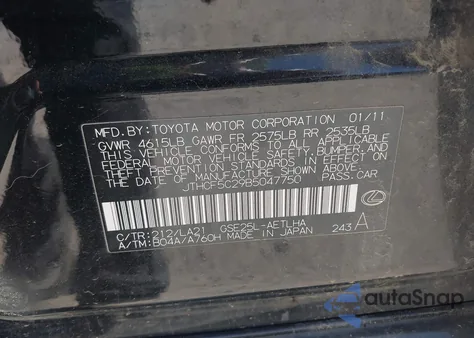 MFD. BY: TOYOTA MOTOR CORPORATION 01/11
GVWR 4615LB GAWR FR 2575LB RR 2535LB
THIS VEHICLE CONFORMS TO ALL APPLICABLE
FEDERAL MOTOR VEHICLE SAFETY, BUMPER, AND
THEFT PREVENTION STANDARDS IN EFFECT ON
THE DATE OF MANUFACTURE SHOWN ABOVE.
JTHCF5C29B5047750 PASS.CAR
C/TR: 212/LA21 GSE25L-AETLHA
A/TM: B04A/A760H MADE IN JAPAN 243 A
autoSnap